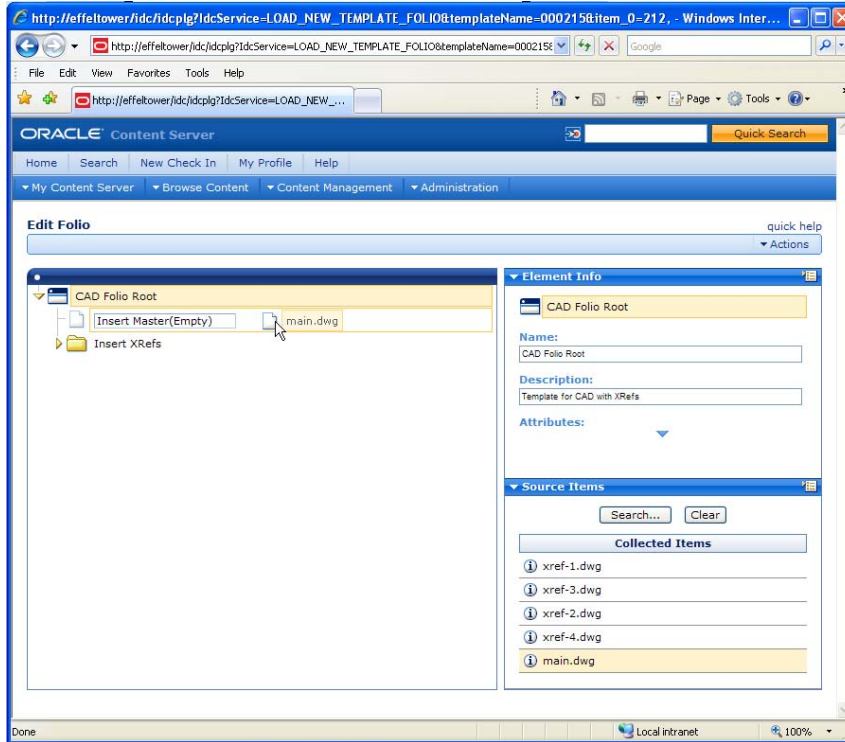 http://effeltower/idc/idcplg?IdcService=LOAD_NEW_TEMPLATE_FOLIO&templateName=000215&item_0=212, - Windows Inter...
http://effeltower/idc/idcplg?IdcService=LOAD_NEW_TEMPLATE_FOLIO&templateName=000215&
Google
File Edit View Favorites Tools Help
http://effeltower/idc/idcplg?IdcService=LOAD_NEW_...
Page Tools
ORACLE Content Server
Quick Search
Home Search New Check In My Profile Help
My Content Server Browse Content Content Management Administration
Edit Folio
quick help
Actions
CAD Folio Root
Insert Master(Empty)
main.dwg
Insert XRefs
Element Info
CAD Folio Root
Name:
CAD Folio Root
Description:
Template for CAD with XRefs
Attributes:
Source Items
Search... Clear
Collected Items
xref-1.dwg
xref-3.dwg
xref-2.dwg
xref-4.dwg
main.dwg
Done
Local intranet
100%